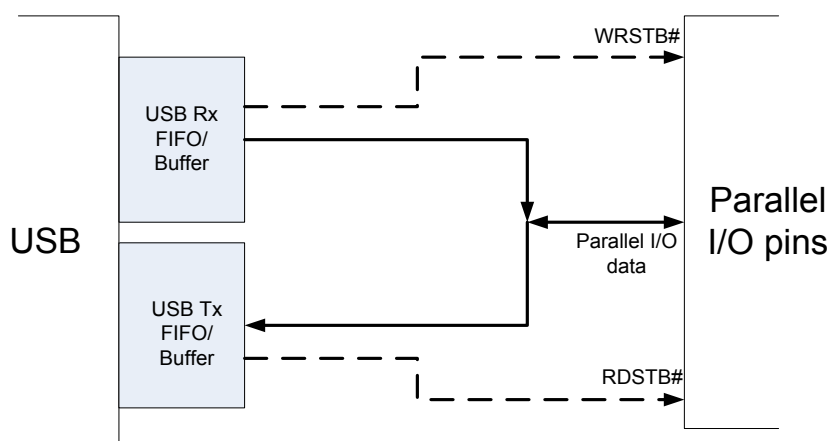 WRSTB#
USB Rx
FIFO/
Buffer
USB
Parallel
I/O pins
Parallel I/O
data
USB Tx
FIFO/
Buffer
RDSTB#